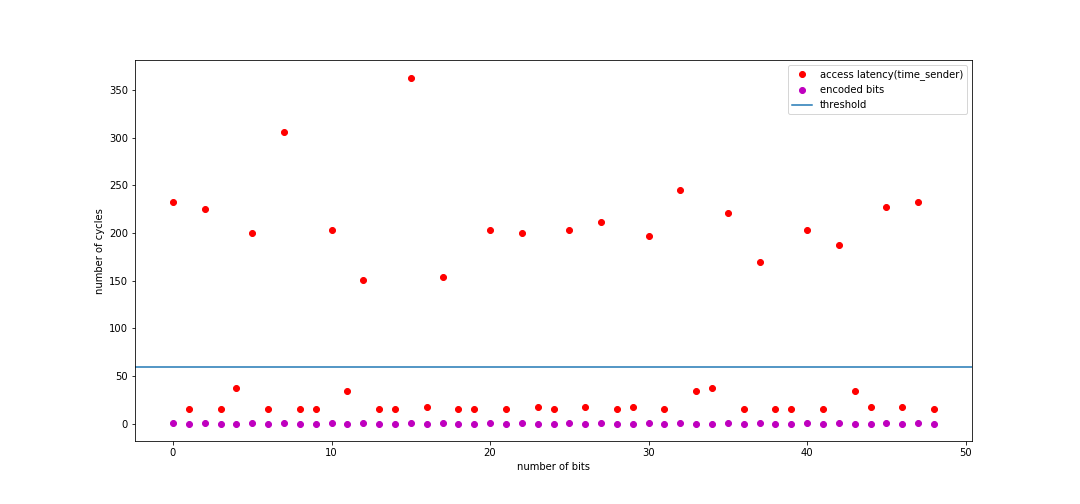 access latency(time_sender)
encoded bits
threshold
350
300
250
200
150
100
50
0
number of cycles
0
10
20
30
40
50
number of bits